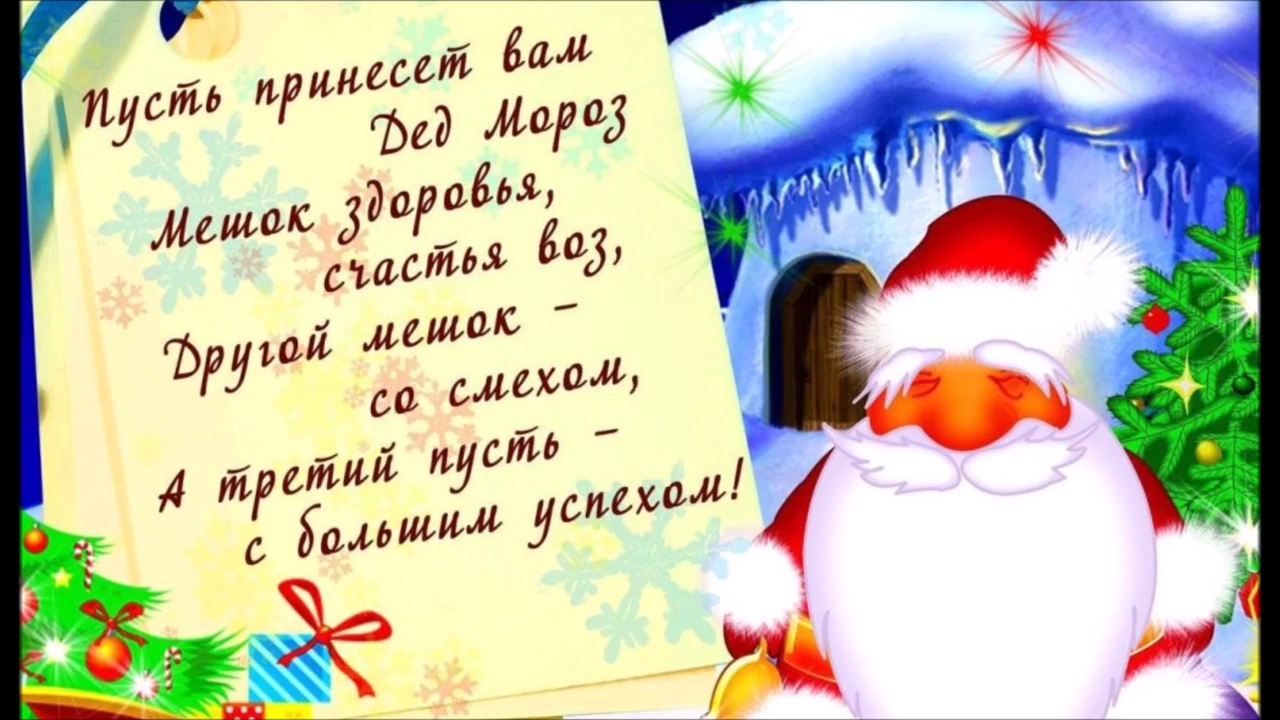 Пусть принесет вам
Дед Мороз
Мешок здоровья,
счастья воз,
Другой мешок –
со смехом,
А третий пусть –
с большим успехом!